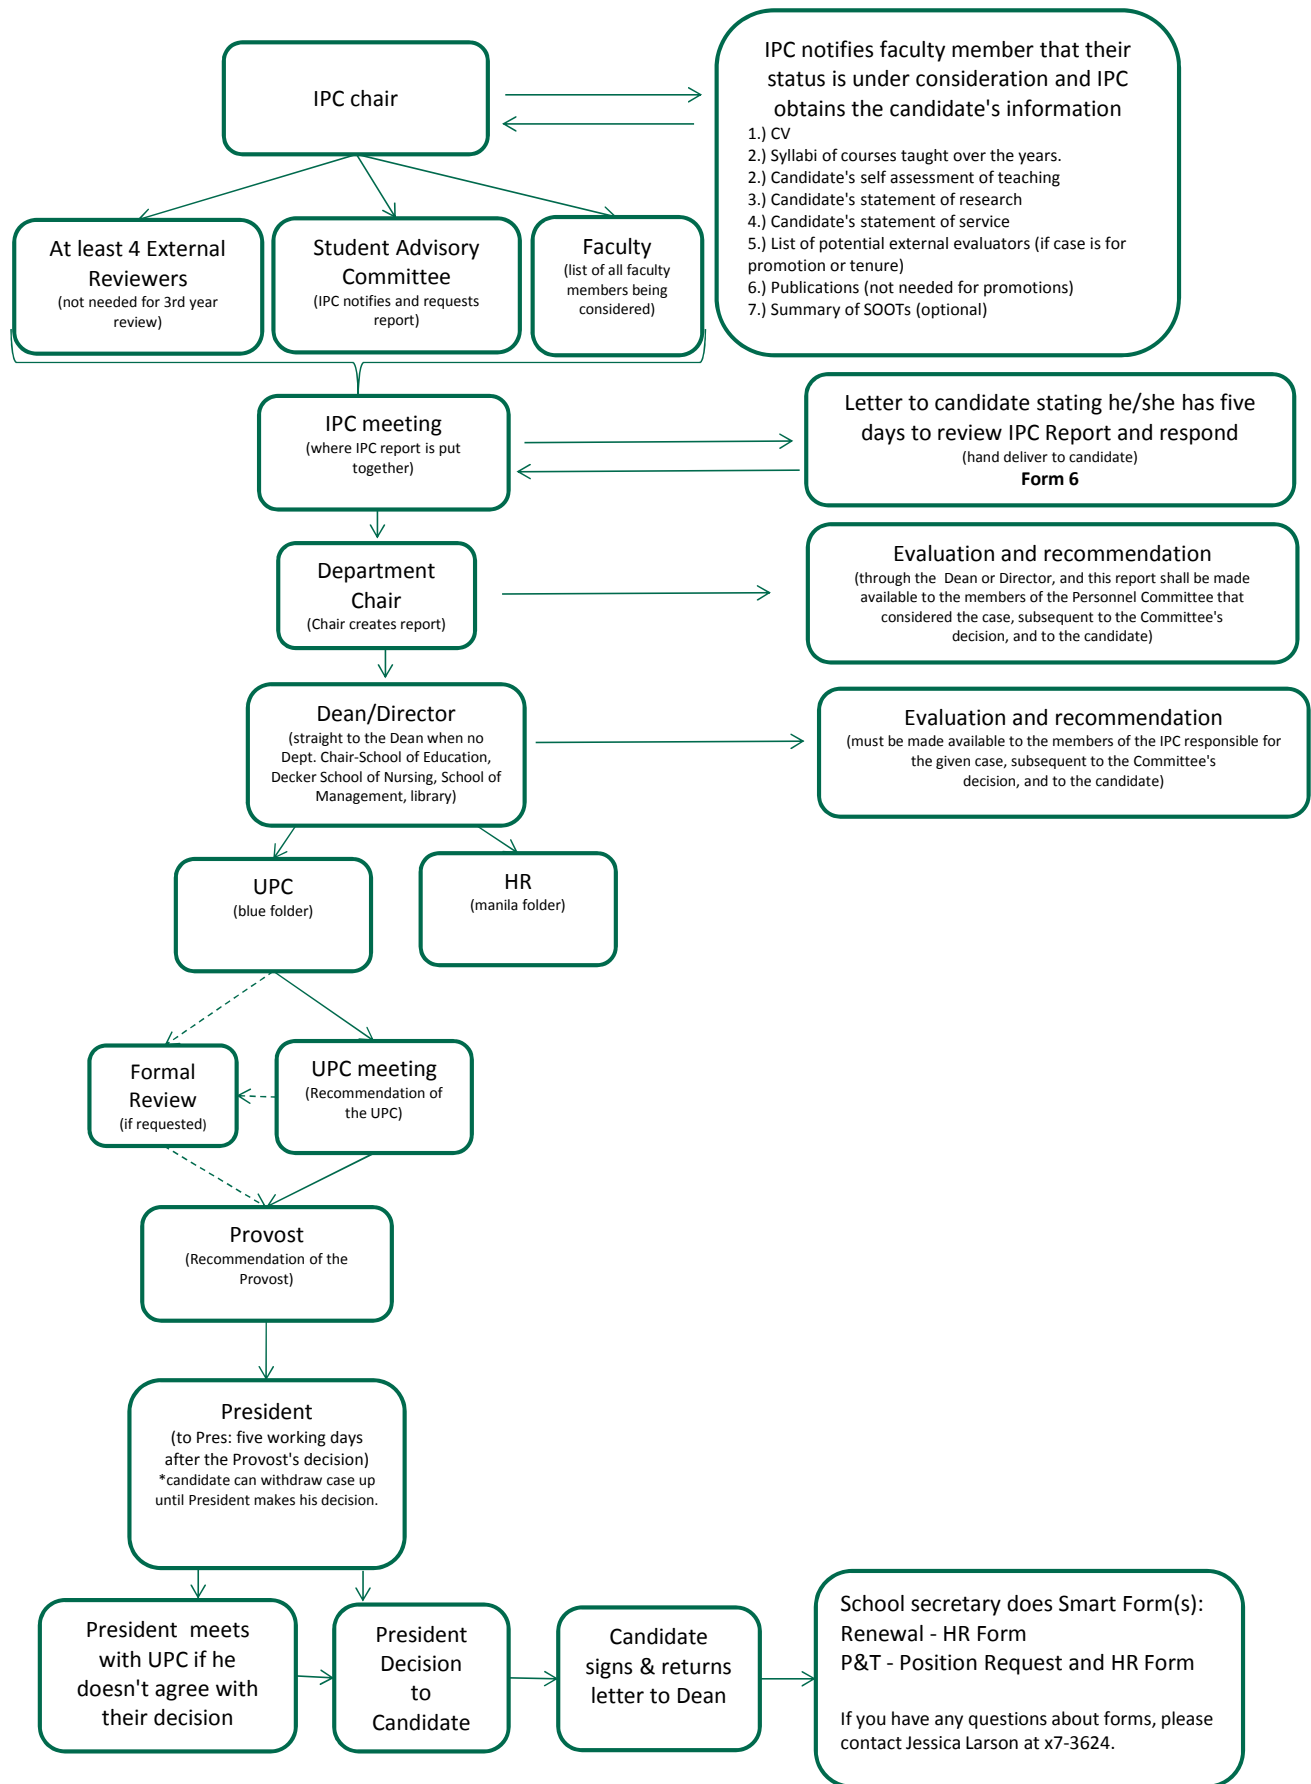 IPC chair
IPC notifies faculty member that their
status is under consideration and IPC
obtains the candidate's information
1.) CV
2.) Syllabi of courses taught over the years.
2.) Candidate's self assessment of teaching
3.) Candidate's statement of research
4.) Candidate's statement of service
5.) List of potential external evaluators (if case is for
promotion or tenure)
6.) Publications (not needed for promotions)
7.) Summary of SOOTs (optional)
At least 4 External
Reviewers
(not needed for 3rd year
review)
Student Advisory
Committee
(IPC notifies and requests
report)
Faculty
(list of all faculty
members being
considered)
IPC meeting
(where IPC report is put
together)
Letter to candidate stating he/she has five
days to review IPC Report and respond
(hand deliver to candidate)
Form 6
Department
Chair
(Chair creates report)
Evaluation and recommendation
(through the Dean or Director, and this report shall be made
available to the members of the Personnel Committee that
considered the case, subsequent to the Committee's
decision, and to the candidate)
Dean/Director
(straight to the Dean when no
Dept. Chair-School of Education,
Decker School of Nursing, School of
Management, library)
Evaluation and recommendation
(must be made available to the members of the IPC responsible for
the given case, subsequent to the Committee's
decision, and to the candidate)
UPC
(blue folder)
HR
(manila folder)
Formal
Review
(if requested)
UPC meeting
(Recommendation of
the UPC)
Provost
(Recommendation of the
Provost)
President
(to Pres: five working days
after the Provost's decision)
*candidate can withdraw case up
until President makes his decision.
President meets
with UPC if he
doesn't agree with
their decision
President
Decision
to
Candidate
Candidate
signs & returns
letter to Dean
School secretary does Smart Form(s):
Renewal - HR Form
P&T - Position Request and HR Form
If you have any questions about forms, please
contact Jessica Larson at x7-3624.